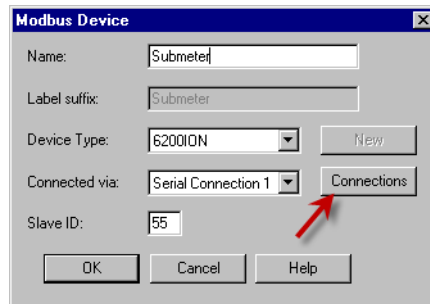 Modbus Device
Name: Submeter
Label suffix: Submeter
Device Type: 6200ION New
Connected via: Serial Connection 1 Connections
Slave ID: 55
OK Cancel Help